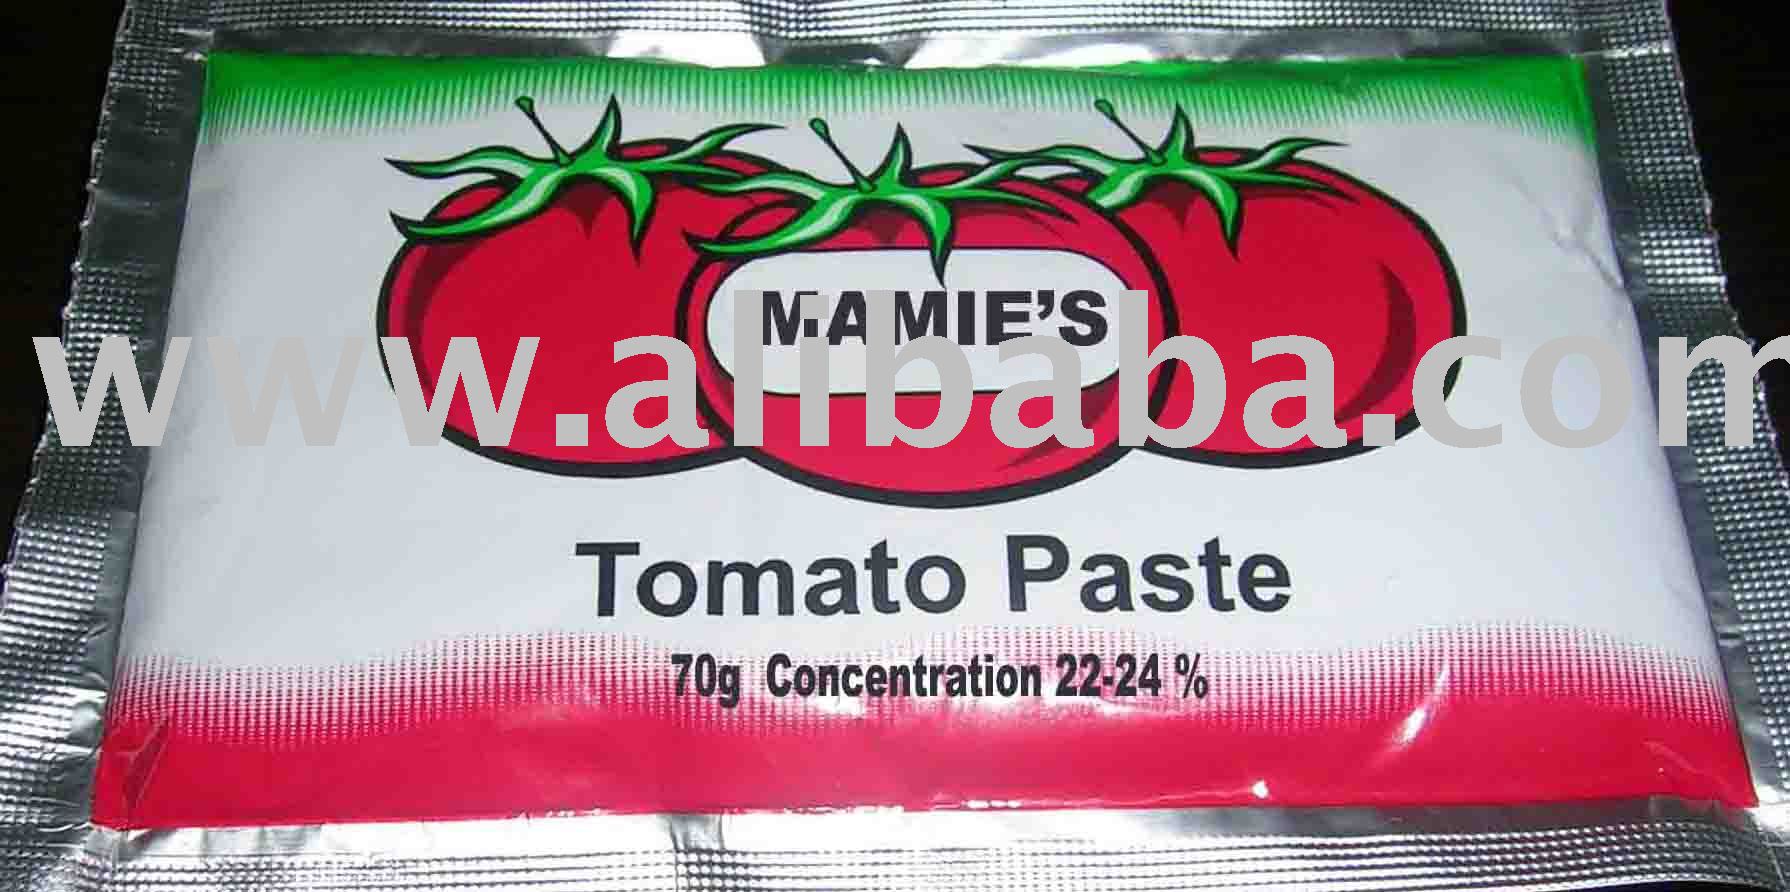 MAMIE'S
www.alibaba.com
Tomato Paste
70g Concentration 22-24 %